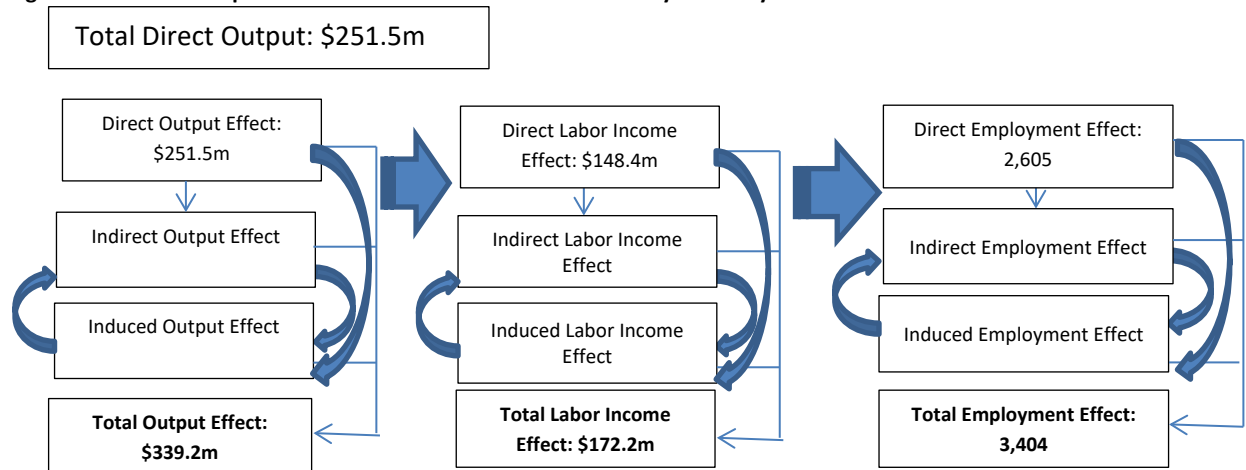 Total Direct Output: $251.5m
Direct Output Effect:
$251.5m
Indirect Output Effect
Induced Output Effect
Total Output Effect:
$339.2m
Direct Labor Income
Effect: $148.4m
Indirect Labor Income
Effect
Induced Labor Income
Effect
Total Labor Income
Effect: $172.2m
Direct Employment Effect:
2,605
Indirect Employment Effect
Induced Employment Effect
Total Employment Effect:
3,404